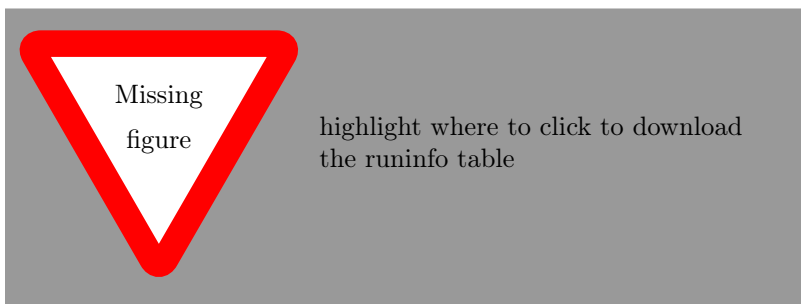 Missing
figure
highlight where to click to download
the runinfo table